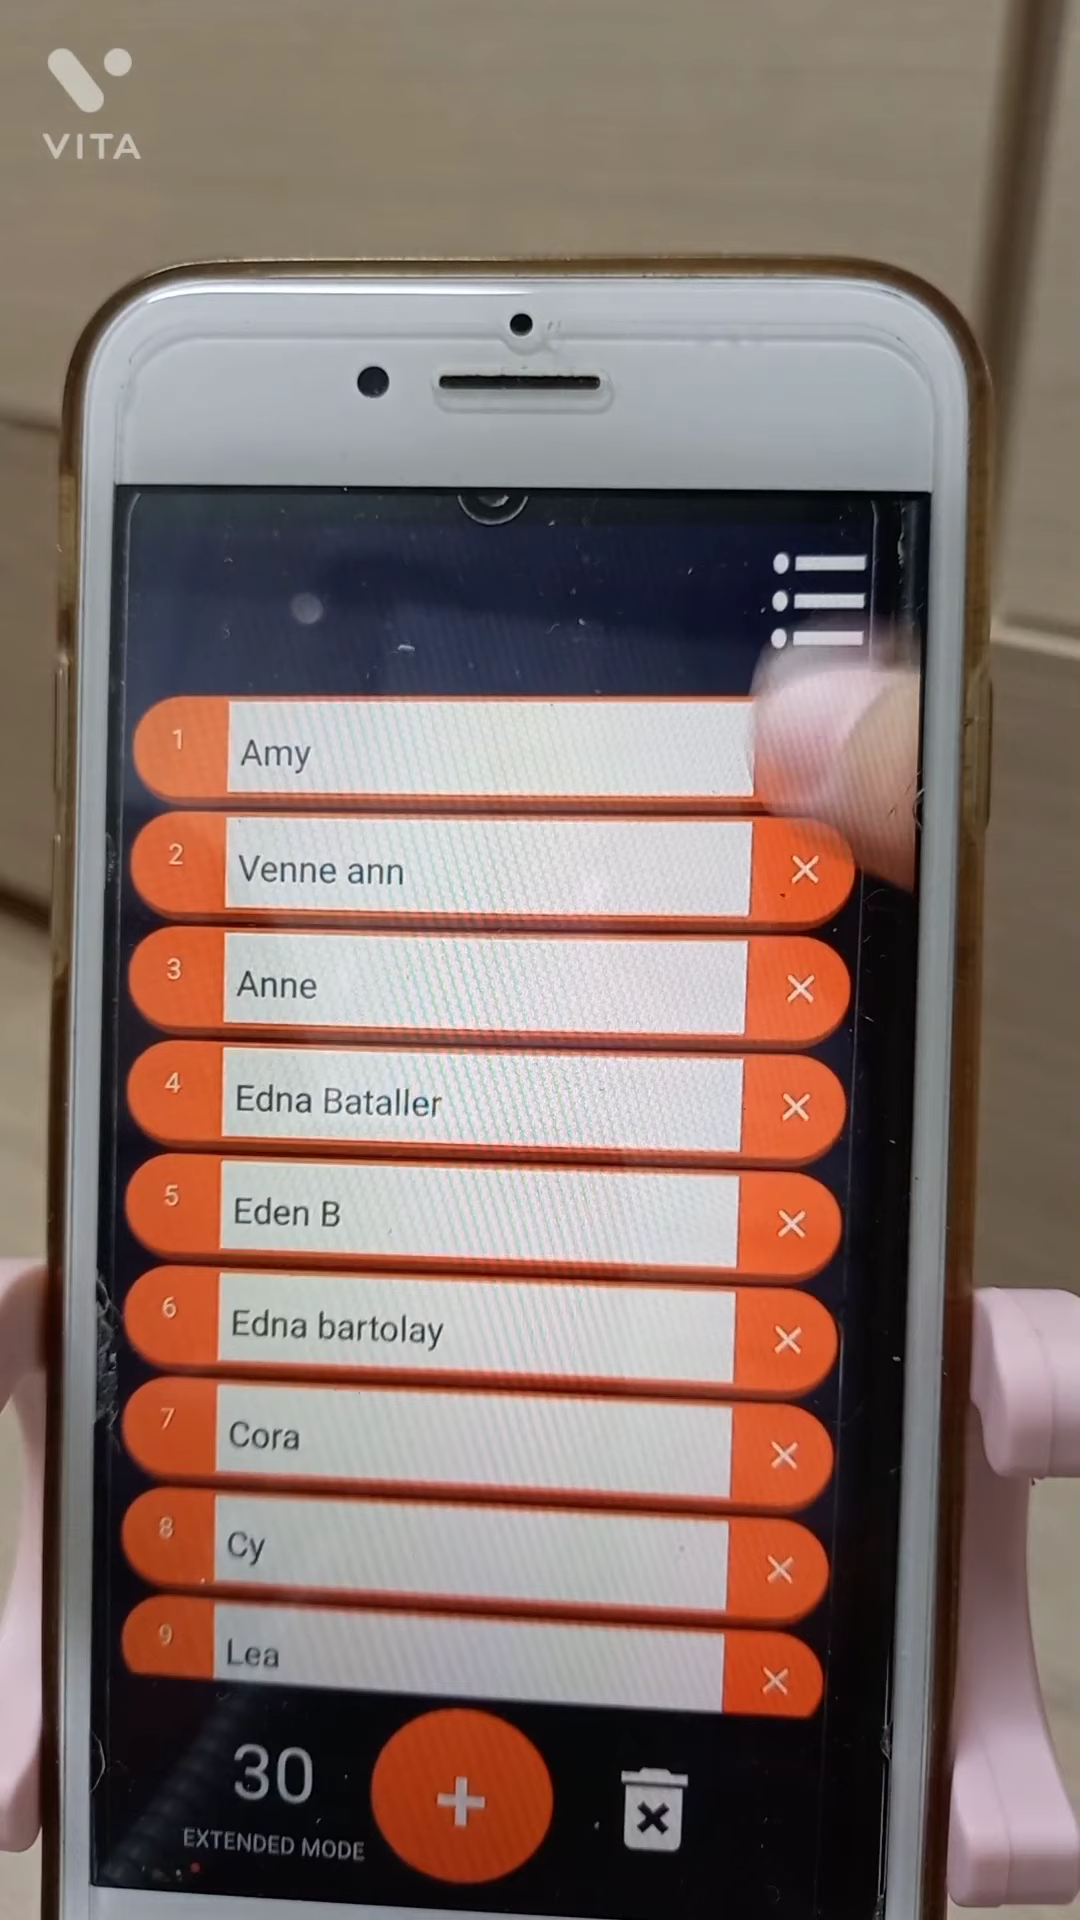 VITA
1 Amy
2 Venne ann
3 Anne
4 Edna Bataller
5 Eden B
6 Edna bartolay
7 Cora
8 Cy
9 Lea
30
EXTENDED MODE